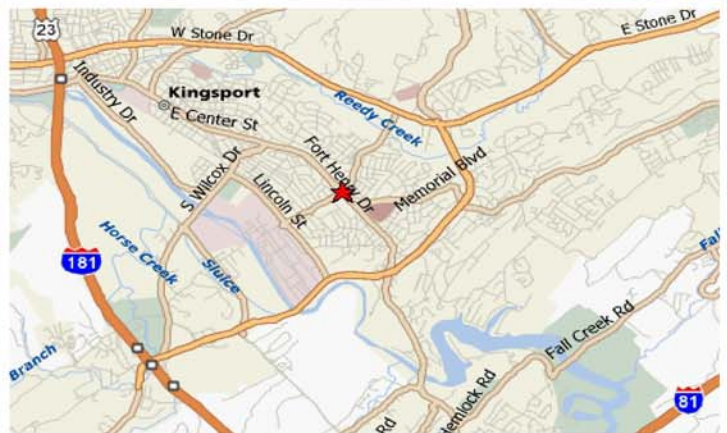 23
W Stone Dr
E Stone Dr
Industry Dr
Kingsport
E Center St
Reedy Creek
Fort Henry Dr
S Wilcox Dr
Lincoln St
Memorial Blvd
Horse Creek
Sluice
181
Fall
Fall Creek Rd
Branch
Hemlock Rd
Rd
81